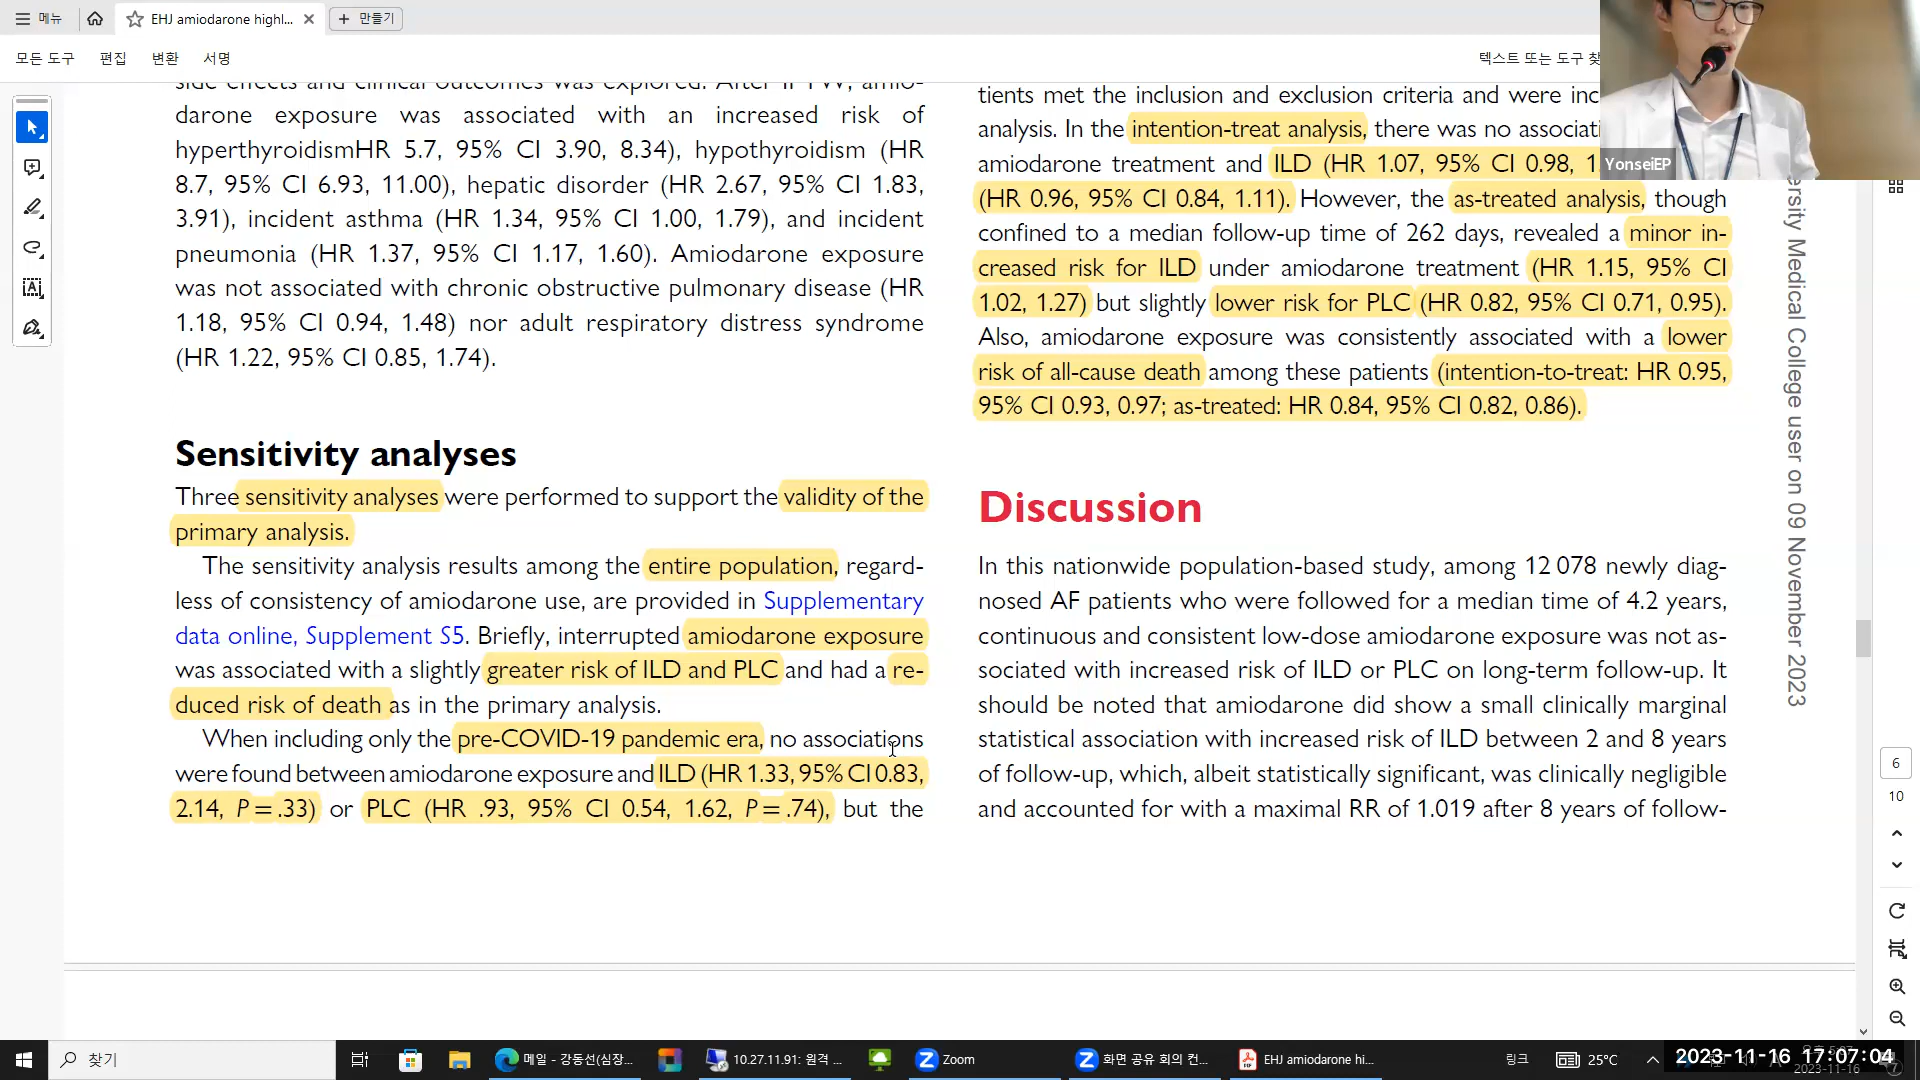 메뉴
EHJ amiodarone highl...
만들기
모든 도구
편집
변환
서명
텍스트 또는 도구 찾
YonseiEP
side effects and clinical outcomes was explored. After IPTW, amio-
darone exposure was associated with an increased risk of
hyperthyroidismHR 5.7, 95% CI 3.90, 8.34), hypothyroidism (HR
8.7, 95% CI 6.93, 11.00), hepatic disorder (HR 2.67, 95% CI 1.83,
3.91), incident asthma (HR 1.34, 95% CI 1.00, 1.79), and incident
pneumonia (HR 1.37, 95% CI 1.17, 1.60). Amiodarone exposure
was not associated with chronic obstructive pulmonary disease (HR
1.18, 95% CI 0.94, 1.48) nor adult respiratory distress syndrome
(HR 1.22, 95% CI 0.85, 1.74).
Sensitivity analyses
Three sensitivity analyses were performed to support the validity of the
primary analysis.
The sensitivity analysis results among the entire population, regard-
less of consistency of amiodarone use, are provided in Supplementary
data online, Supplement S5. Briefly, interrupted amiodarone exposure
was associated with a slightly greater risk of ILD and PLC and had a re-
duced risk of death as in the primary analysis.
When including only the pre-COVID-19 pandemic era, no associations
were found between amiodarone exposure and ILD (HR 1.33, 95% CI 0.83,
2.14, P = .33) or PLC (HR .93, 95% CI 0.54, 1.62, P = .74), but the
tients met the inclusion and exclusion criteria and were inc
analysis. In the intention-treat analysis, there was no associati
amiodarone treatment and ILD (HR 1.07, 95% CI 0.98, 1.
(HR 0.96, 95% CI 0.84, 1.11). However, the as-treated analysis, though
confined to a median follow-up time of 262 days, revealed a minor in-
creased risk for ILD under amiodarone treatment (HR 1.15, 95% CI
1.02, 1.27) but slightly lower risk for PLC (HR 0.82, 95% CI 0.71, 0.95).
Also, amiodarone exposure was consistently associated with a lower
risk of all-cause death among these patients (intention-to-treat: HR 0.95,
95% CI 0.93, 0.97; as-treated: HR 0.84, 95% CI 0.82, 0.86).
Discussion
In this nationwide population-based study, among 12 078 newly diag-
nosed AF patients who were followed for a median time of 4.2 years,
continuous and consistent low-dose amiodarone exposure was not as-
sociated with increased risk of ILD or PLC on long-term follow-up. It
should be noted that amiodarone did show a small clinically marginal
statistical association with increased risk of ILD between 2 and 8 years
of follow-up, which, albeit statistically significant, was clinically negligible
and accounted for with a maximal RR of 1.019 after 8 years of follow-
ersity Medical College user on 09 November 2023
6
10
찾기
메일 - 강동선(심장...
10.27.11.91: 원격 ...
Zoom
화면 공유 회의 컨...
EHJ amiodarone hi...
링크
25°C
2023-11-16 17:07:04
2023-11-16